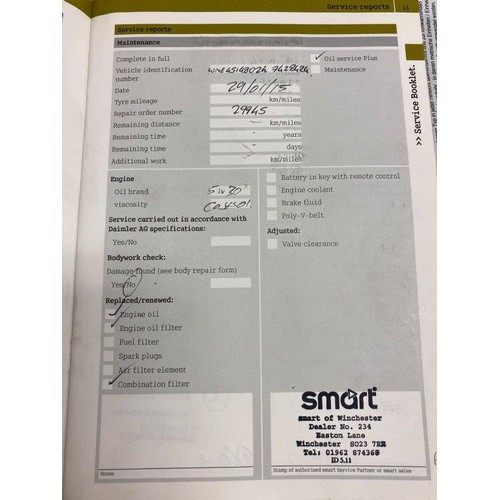 Service reports 55
Service reports
Maintenance
Complete in full
Oil service Plus
Vehicle identification number
Maintenance
Date 29/01/15
Tyre mileage km/miles
Repair order number 29945
Remaining distance - km/miles
Remaining time - years
Remaining time - days
Additional work km/miles
>> Service Booklet.
Engine
Oil brand 5W30
viscosity
Service carried out in accordance with
Daimler AG specifications:
Yes/No
Bodywork check:
Damage found (see body repair form)
Yes/No
Replaced/renewed:
Engine oil
Engine oil filter
Fuel filter
Spark plugs
Air filter element
Combination filter
Notes
Battery in key with remote control
Engine coolant
Brake fluid
Poly-V-belt
Adjusted:
Valve clearance
smart
smart of Winchester
Dealer No. 234
Easton Lane
Winchester SO23 7RR
Tel: 01962 874368
ID5.11
Stamp of authorised smart Service Partner or smart sales